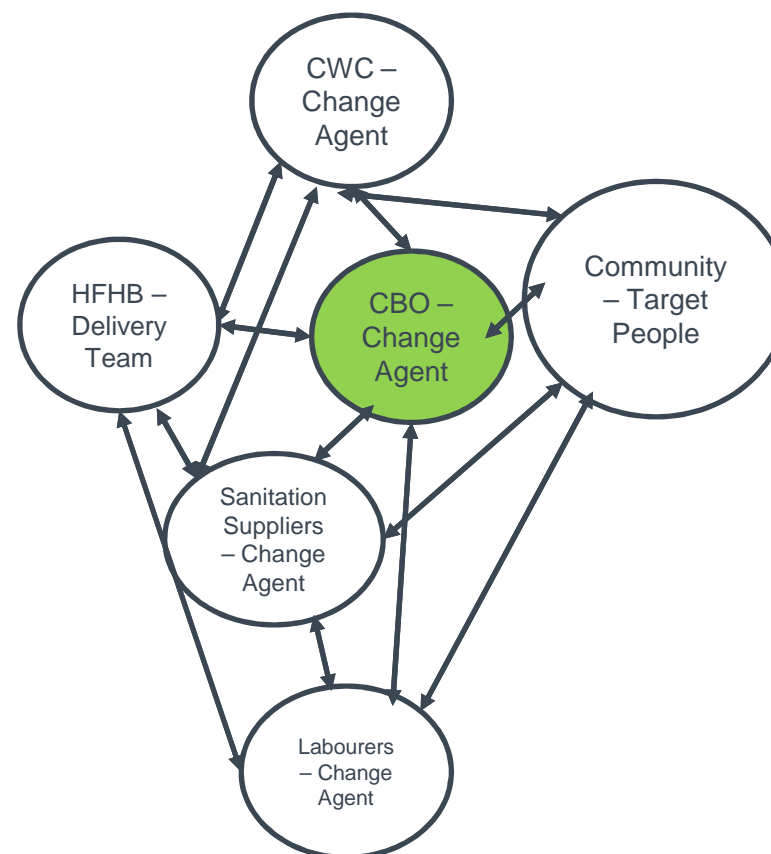 CWC –
Change
Agent
Community
– Target
People
HFHB –
Delivery
Team
CBO –
Change
Agent
Sanitation
Suppliers
– Change
Agent
Labourers
– Change
Agent